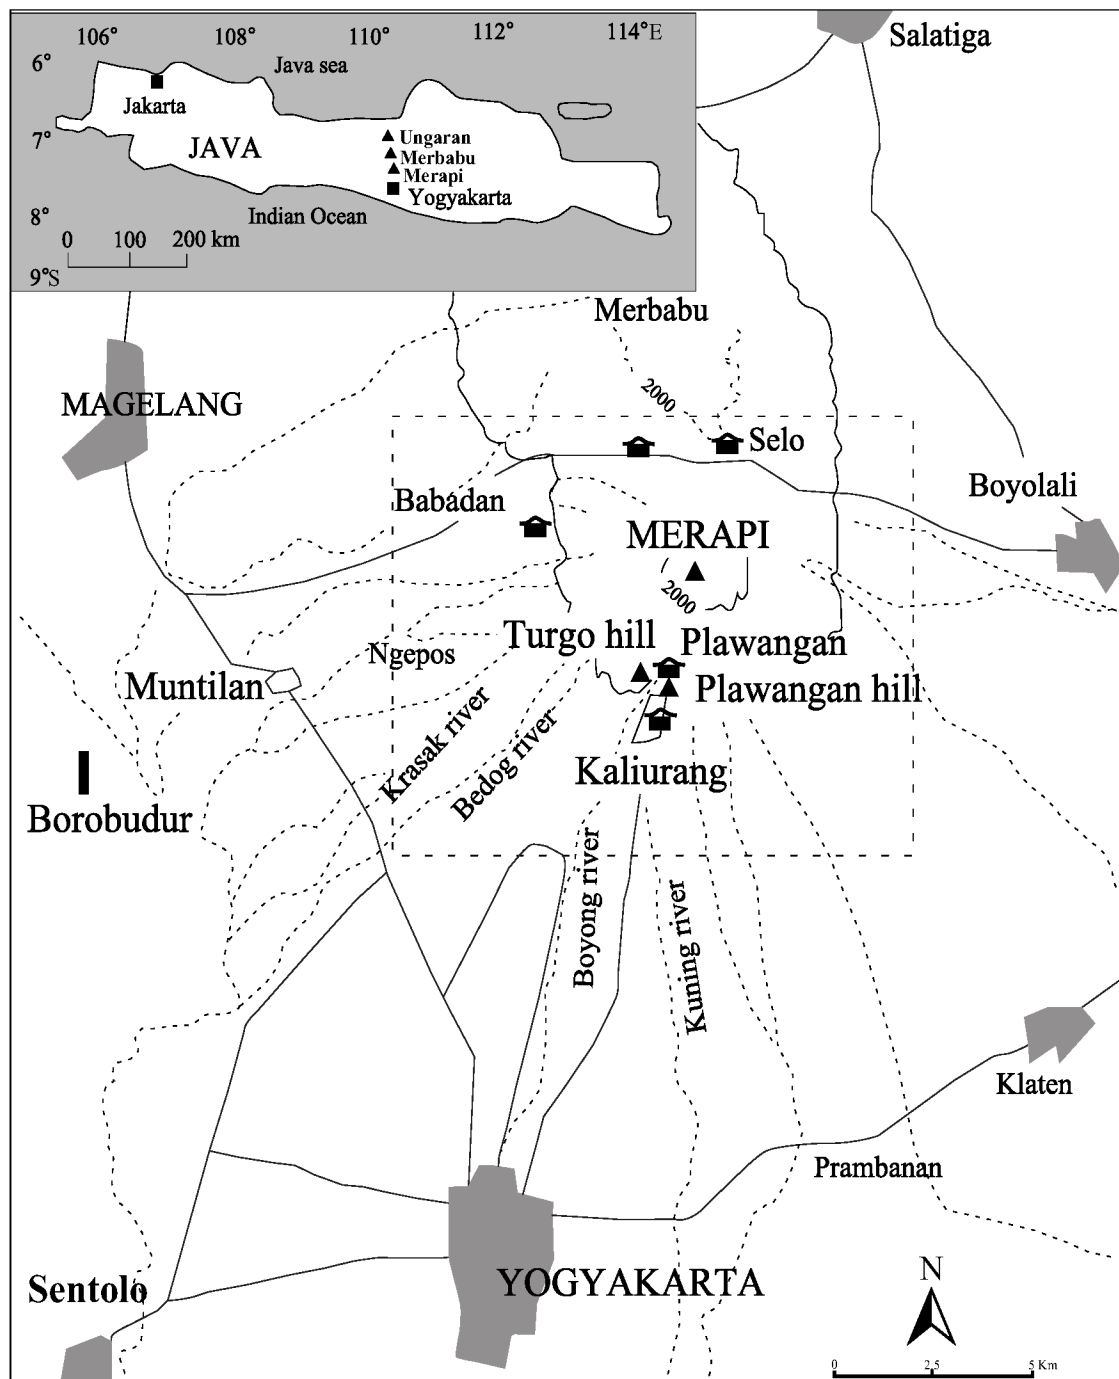 106° 108° 110° 112° 114°E
6°
7°
8°
9°S
Java sea
Jakarta
JAVA
Ungaran
Merbabu
Merapi
Yogyakarta
Indian Ocean
0 100 200 km
Salatiga
Merbabu
MAGELANG
2000
Selo
Babadan
Boyolali
MERAPI
2000
Turgo hill
Plawangan
Ngepos
Muntilan
Plawangan hill
Krasak river
Bedog river
Kaliurang
Borobudur
Boyong river
Kuning river
Klaten
Prambanan
Sentolo
YOGYAKARTA
N
0 2,5 5 Km